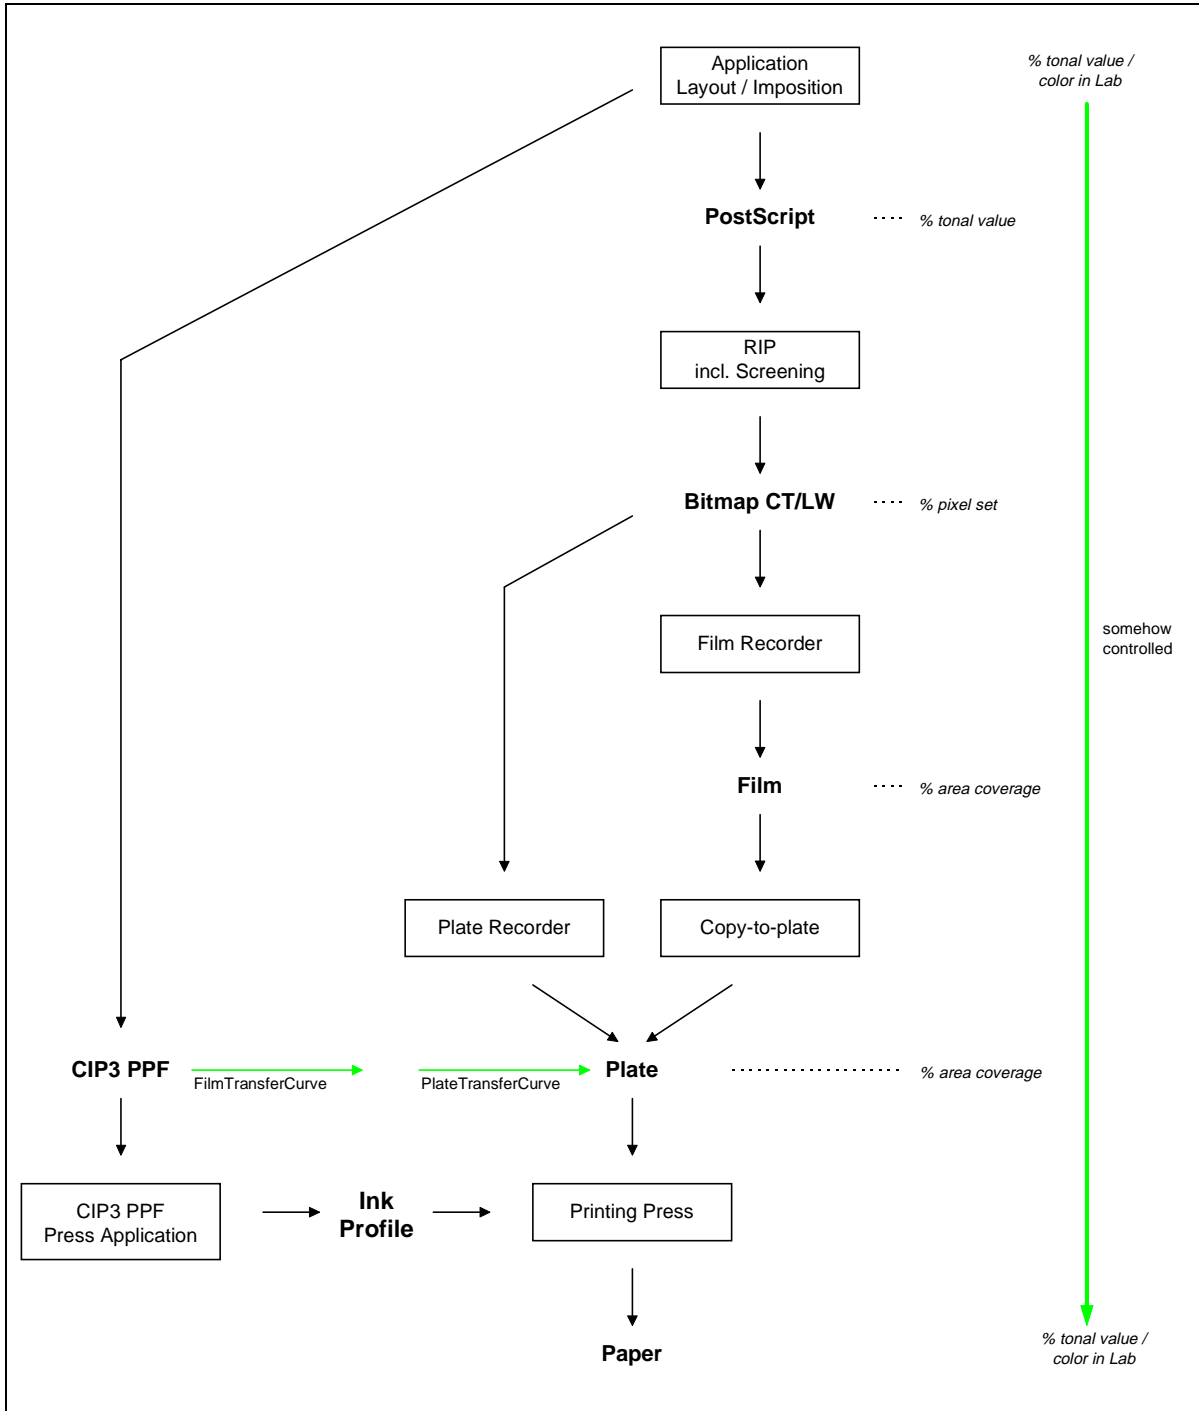 Application
Layout / Imposition
% tonal value /
color in Lab
PostScript
% tonal value
RIP
incl. Screening
Bitmap CT/LW
% pixel set
Film Recorder
somehow
controlled
Film
% area coverage
Plate Recorder
Copy-to-plate
CIP3 PPF
FilmTransferCurve
PlateTransferCurve
Plate
% area coverage
CIP3 PPF
Press Application
Ink
Profile
Printing Press
Paper
% tonal value /
color in Lab